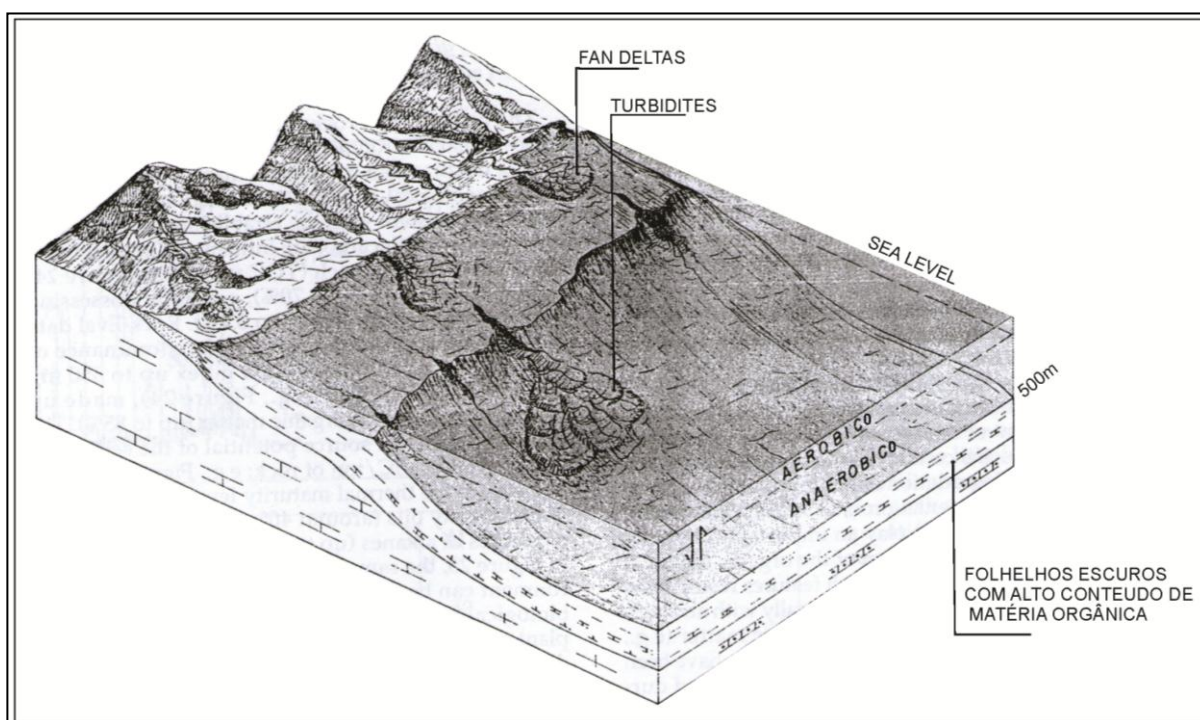 FAN DELTAS
TURBIDITES
SEA LEVEL
500m
AEROBICO
ANAEROBICO
FOLHELHOS ESCUROS
COM ALTO CONTEUDO DE
MATÉRIA ORGÂNICA